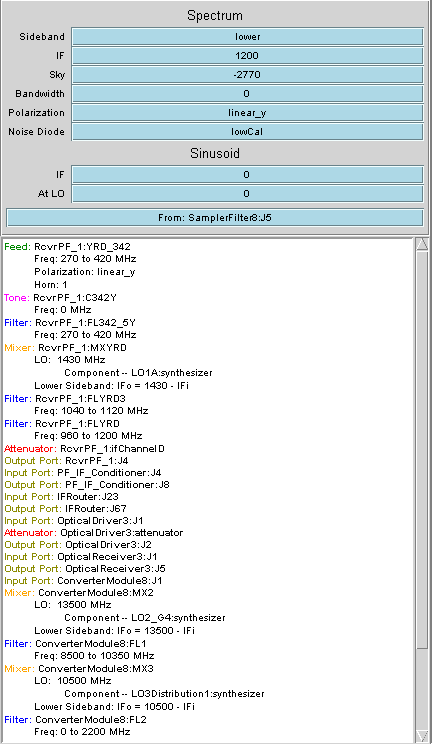 Spectrum
Sideband lower
IF 1200
Sky -2770
Bandwidth 0
Polarization linear_y
Noise Diode lowCal
Sinusoid
IF 0
At LO 0
From: SamplerFilter8:J5
Feed: RcvrPF_1:YRD_342
Freq: 270 to 420 MHz
Polarization: linear_y
Horn: 1
Tone: RcvrPF_1:C342Y
Freq: 0 MHz
Filter: RcvrPF_1:FL342_5Y
Freq: 270 to 420 MHz
Mixer: RcvrPF_1:MXYRD
LO: 1430 MHz
Component -- LO1A:synthesizer
Lower Sideband: IFo = 1430 - IFi
Filter: RcvrPF_1:FLYRD3
Freq: 1040 to 1120 MHz
Filter: RcvrPF_1:FLYRD
Freq: 960 to 1200 MHz
Attenuator: RcvrPF_1:ifChannelD
Output Port: RcvrPF_1:J4
Input Port: PF_IF_Conditioner:J4
Output Port: PF_IF_Conditioner:J8
Input Port: IFRouter:J23
Output Port: IFRouter:J67
Input Port: OpticalDriver3:J1
Attenuator: OpticalDriver3:attenuator
Output Port: OpticalDriver3:J2
Input Port: OpticalReceiver3:J1
Output Port: OpticalReceiver3:J5
Input Port: ConverterModule8:J1
Mixer: ConverterModule8:MX2
LO: 13500 MHz
Component -- LO2_G4:synthesizer
Lower Sideband: IFo = 13500 - IFi
Filter: ConverterModule8:FL1
Freq: 8500 to 10350 MHz
Mixer: ConverterModule8:MX3
LO: 10500 MHz
Component -- LO3Distribution1:synthesizer
Lower Sideband: IFo = 10500 - IFi
Filter: ConverterModule8:FL2
Freq: 0 to 2200 MHz